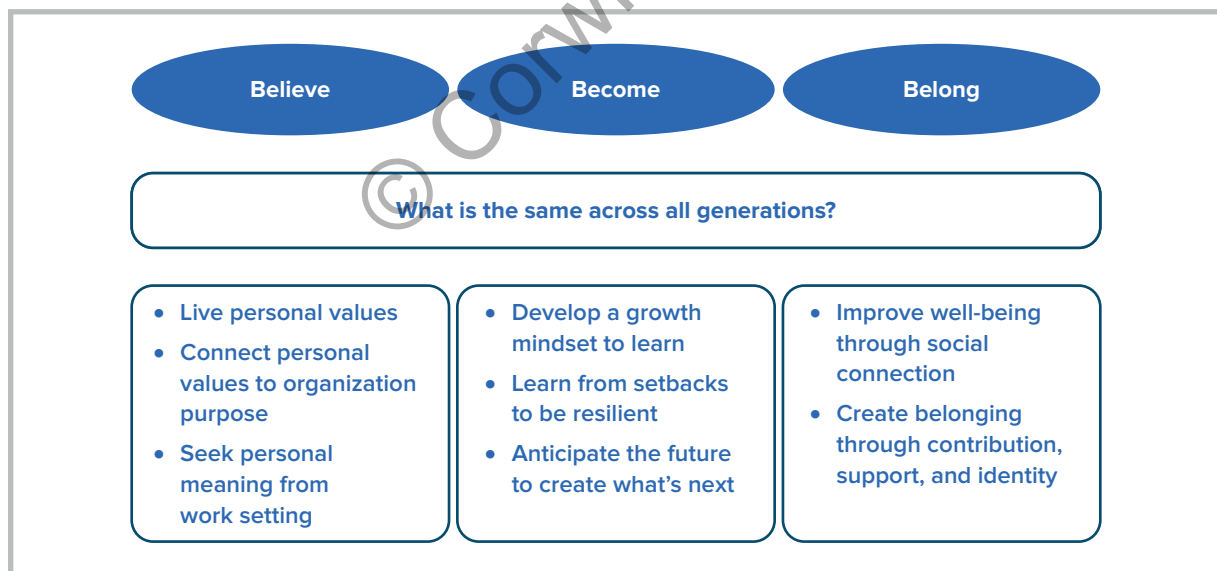 Believe
Become
Belong
© Corwi
What is the same across all generations?
• Live personal values
• Connect personal
values to organization
purpose
• Seek personal
meaning from
work setting
• Develop a growth
mindset to learn
• Learn from setbacks
to be resilient
• Anticipate the future
to create what’s next
• Improve well-being
through social
connection
• Create belonging
through contribution,
support, and identity